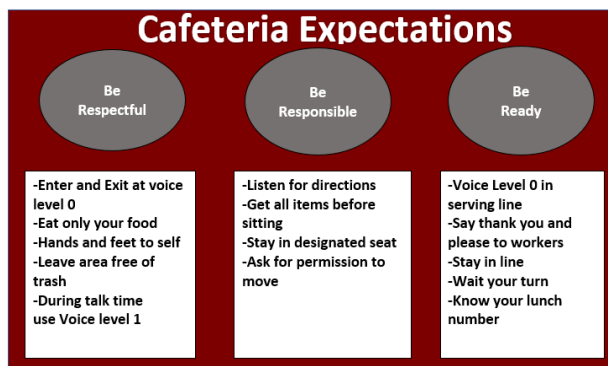 Cafeteria Expectations
Be
Respectful
-Enter and Exit at voice
level 0
-Eat only your food
-Hands and feet to self
-Leave area free of
trash
-During talk time
use Voice level 1
Be
Responsible
-Listen for directions
-Get all items before
sitting
-Stay in designated seat
-Ask for permission to
move
Be
Ready
-Voice Level 0 in
serving line
-Say thank you and
please to workers
-Stay in line
-Wait your turn
-Know your lunch
number